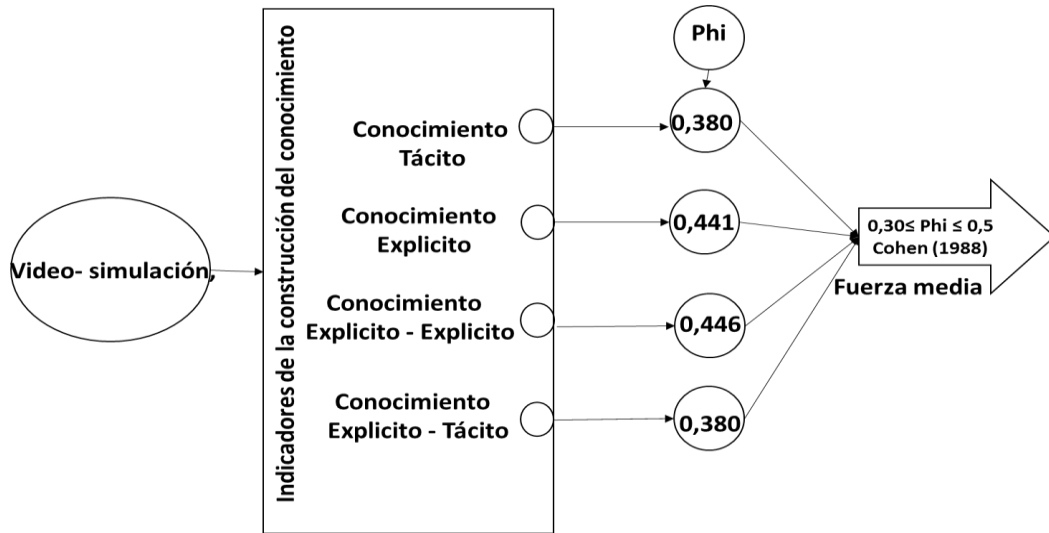 Video- simulación,
Indicadores de la construcción del conocimiento
Conocimiento
Tácito
Conocimiento
Explicito
Conocimiento
Explicito - Explicito
Conocimiento
Explicito - Tácito
Phi
0,380
0,441
0,446
0,380
0,30≤ Phi ≤ 0,5
Cohen (1988)
Fuerza media